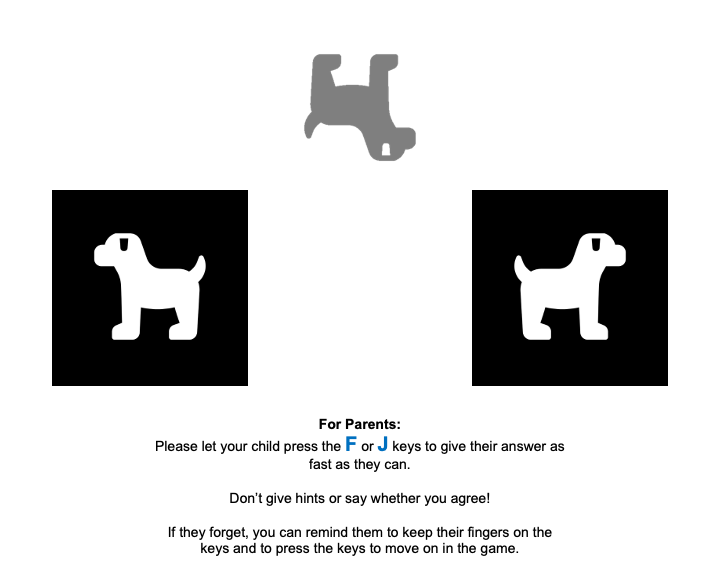 For Parents:
Please let your child press the F or J keys to give their answer as
fast as they can.
Don't give hints or say whether you agree!
If they forget, you can remind them to keep their fingers on the
keys and to press the keys to move on in the game.